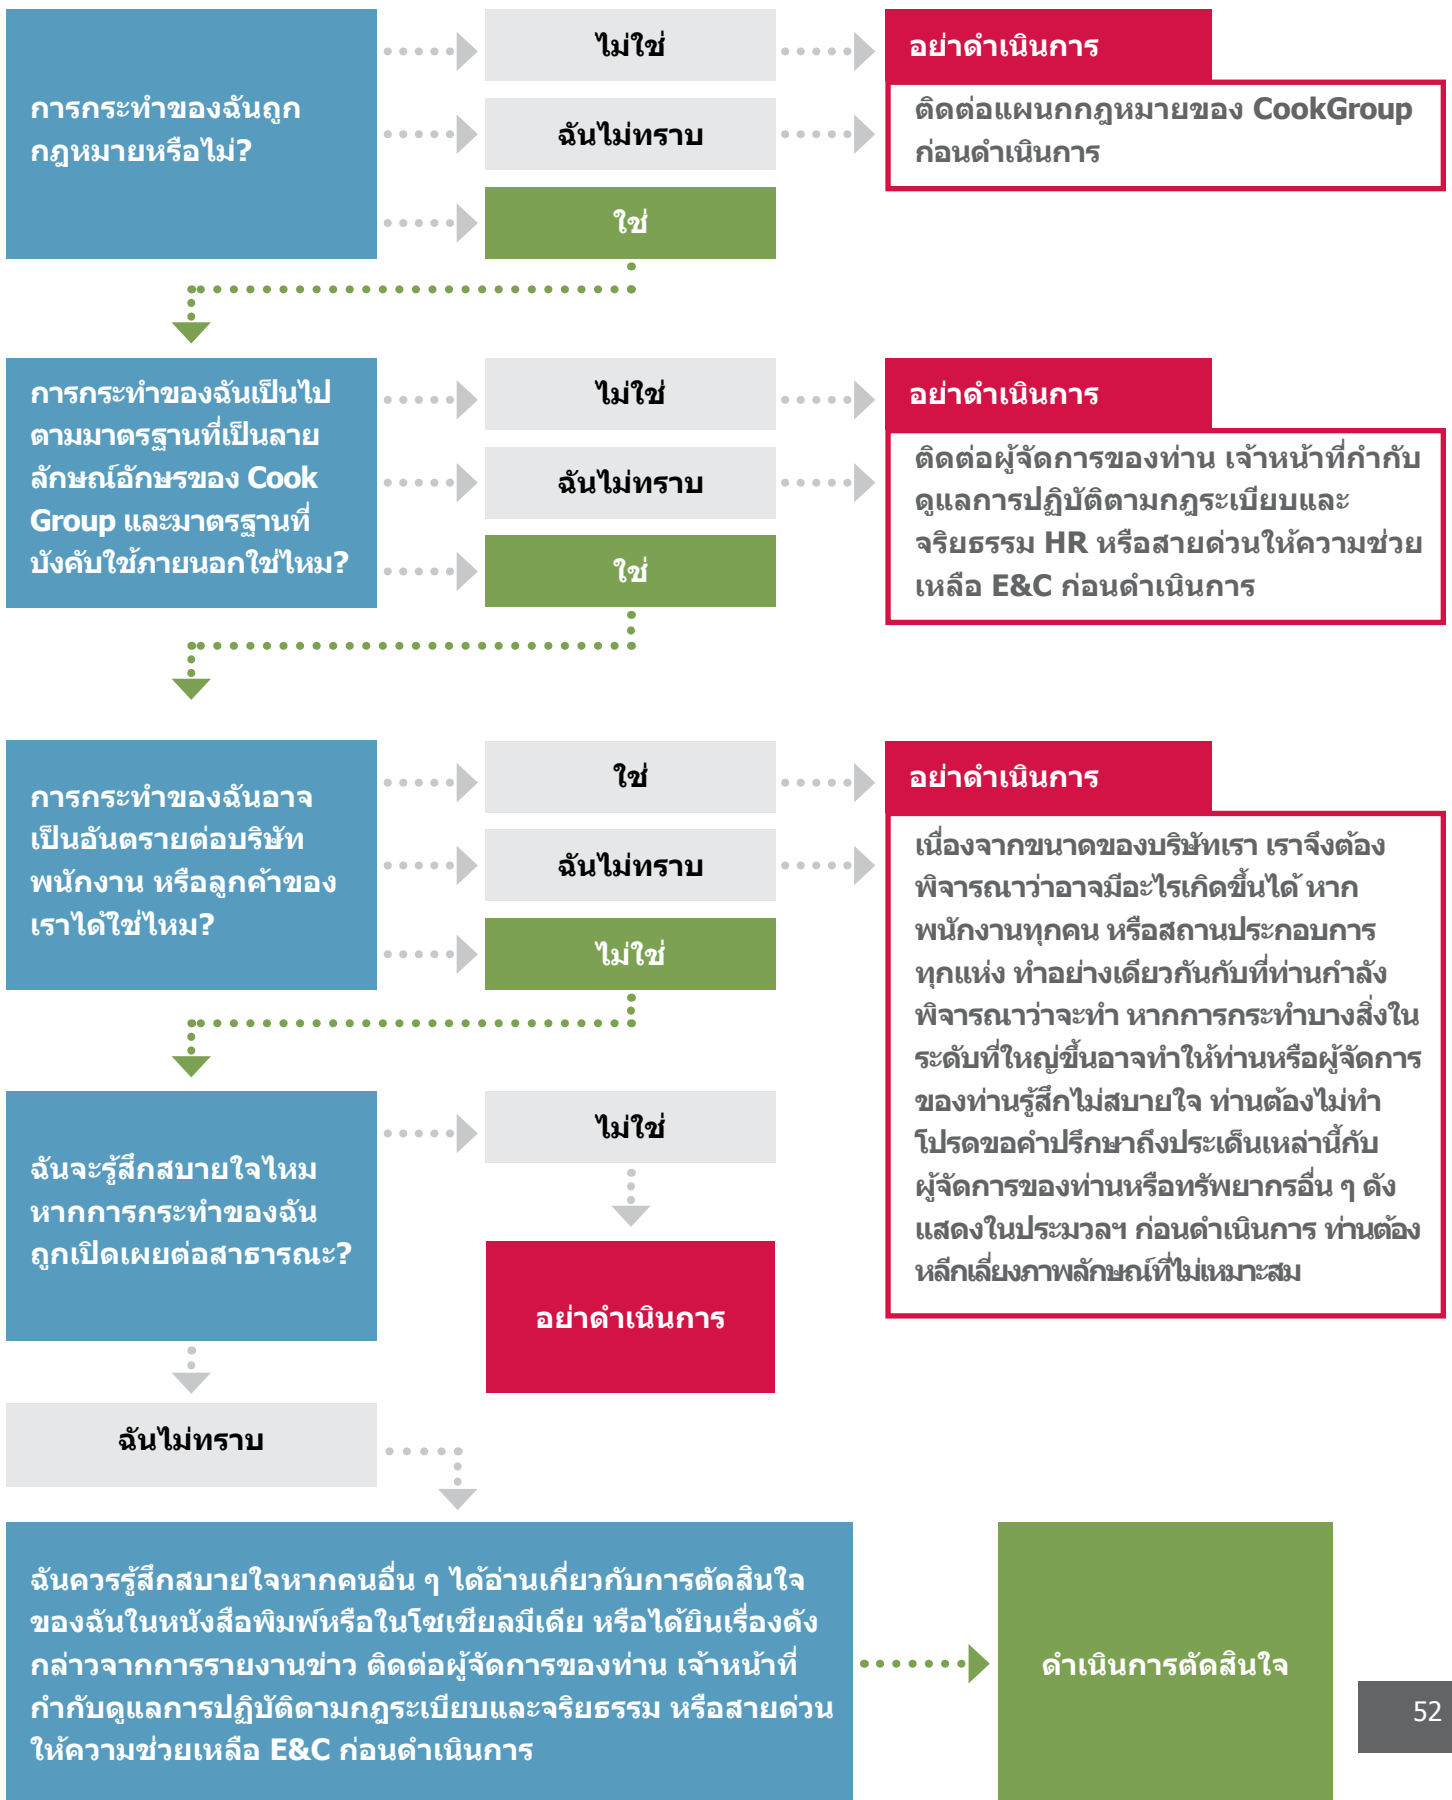 การกระทำของฉันถูก
กฎหมายหรือไม่?
ไม่ใช่
ฉันไม่ทราบ
ใช่
อย่าดำเนินการ
ติดต่อแผนกกฎหมายของ CookGroup
ก่อนดำเนินการ
การกระทำของฉันเป็นไป
ตามมาตรฐานที่เป็นลาย
ลักษณ์อักษรของ Cook
Group และมาตรฐานที่
บังคับใช้ภายนอกใช่ไหม?
ไม่ใช่
ฉันไม่ทราบ
ใช่
อย่าดำเนินการ
ติดต่อผู้จัดการของท่าน เจ้าหน้าที่กำกับ
ดูแลการปฏิบัติตามกฎระเบียบและ
จริยธรรม HR หรือสายด่วนให้ความช่วย
เหลือ E&C ก่อนดำเนินการ
การกระทำของฉันอาจ
เป็นอันตรายต่อบริษัท
พนักงาน หรือลูกค้าของ
เราได้ใช่ไหม?
ใช่
ฉันไม่ทราบ
ไม่ใช่
อย่าดำเนินการ
เนื่องจากขนาดของบริษัทเรา เราจึงต้อง
พิจารณาว่าอาจมีอะไรเกิดขึ้นได้ หาก
พนักงานทุกคน หรือสถานประกอบการ
ทุกแห่ง ทำอย่างเดียวกันกับที่ท่านกำลัง
พิจารณาว่าจะทำ หากการกระทำบางสิ่งใน
ระดับที่ใหญ่ขึ้นอาจทำให้ท่านหรือผู้จัดการ
ของท่านรู้สึกไม่สบายใจ ท่านต้องไม่ทำ
โปรดขอคำปรึกษาถึงประเด็นเหล่านี้กับ
ผู้จัดการของท่านหรือทรัพยากรอื่น ๆ ดัง
แสดงในประมวลฯ ก่อนดำเนินการ ท่านต้อง
หลีกเลี่ยงภาพลักษณ์ที่ไม่เหมาะสม
ฉันจะรู้สึกสบายใจไหม
หากการกระทำของฉัน
ถูกเปิดเผยต่อสาธารณะ?
ไม่ใช่
อย่าดำเนินการ
ฉันไม่ทราบ
ฉันควรรู้สึกสบายใจหากคนอื่น ๆ ได้อ่านเกี่ยวกับการตัดสินใจ
ของฉันในหนังสือพิมพ์หรือในโซเชียลมีเดีย หรือได้ยินเรื่องดัง
กล่าวจากการรายงานข่าว ติดต่อผู้จัดการของท่าน เจ้าหน้าที่
กำกับดูแลการปฏิบัติตามกฎระเบียบและจริยธรรม หรือสายด่วน
ให้ความช่วยเหลือ E&C ก่อนดำเนินการ
ดำเนินการตัดสินใจ
52